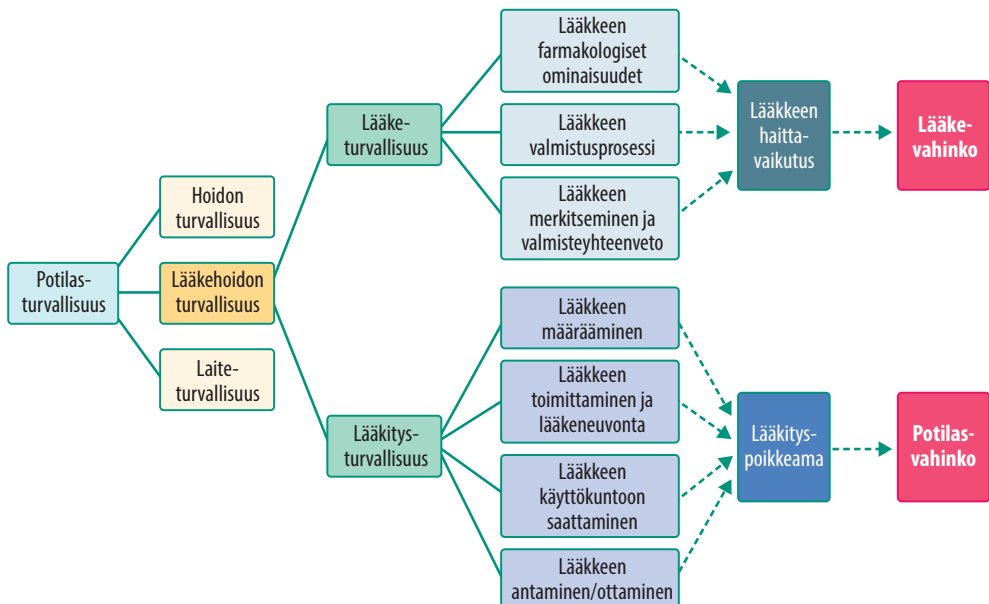 Potilas-
turvallisuus
Hoidon
turvallisuus
Lääkehoidon
turvallisuus
Laite-
turvallisuus
Lääke-
turvallisuus
Lääkitys-
turvallisuus
Lääkkeen
farmakologiset
ominaisuudet
Lääkkeen
valmistusprosessi
Lääkkeen
merkitseminen ja
valmisteyhteenveto
Lääkkeen
määrääminen
Lääkkeen
toimittaminen ja
lääkeneuvonta
Lääkkeen
käyttökuntoon
saattaminen
Lääkkeen
antaminen/ottaminen
Lääkkeen
haitta-
vaikutus
Lääke-
vahinko
Lääkitys-
poikkeama
Potilas-
vahinko